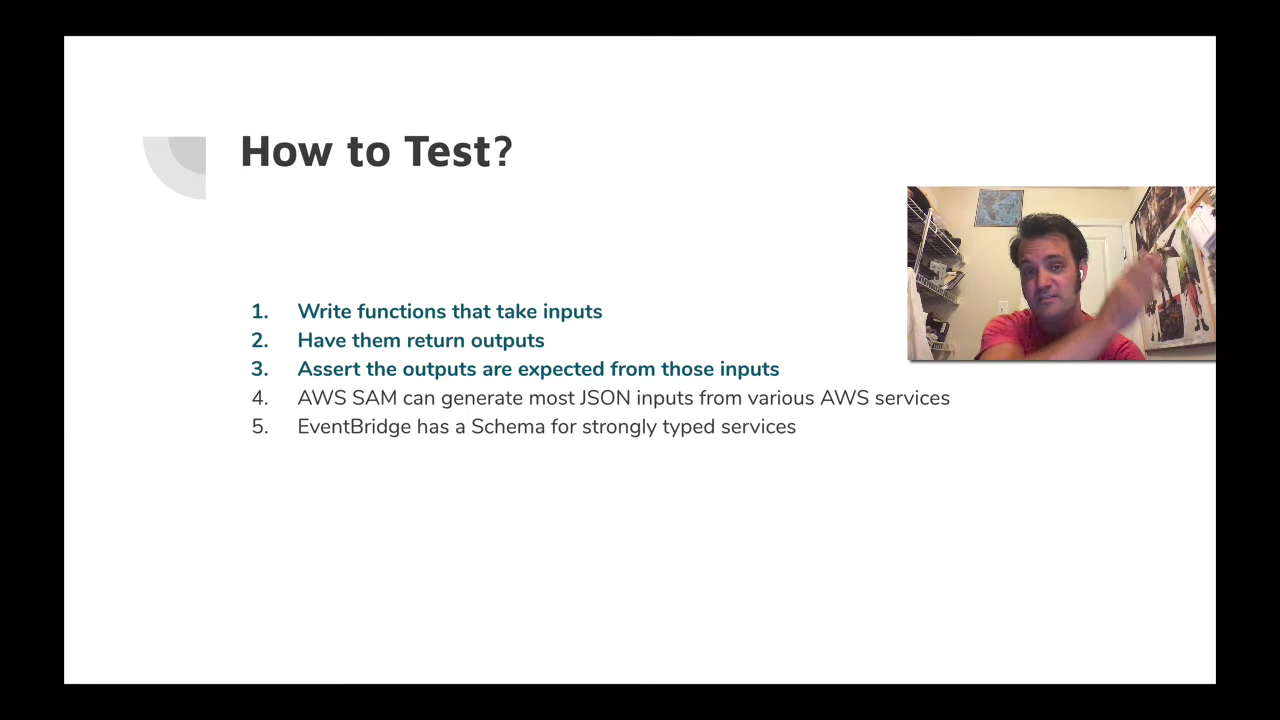 How to Test?
1. Write functions that take inputs
2. Have them return outputs
3. Assert the outputs are expected from those inputs
4. AWS SAM can generate most JSON inputs from various AWS services
5. EventBridge has a Schema for strongly typed services